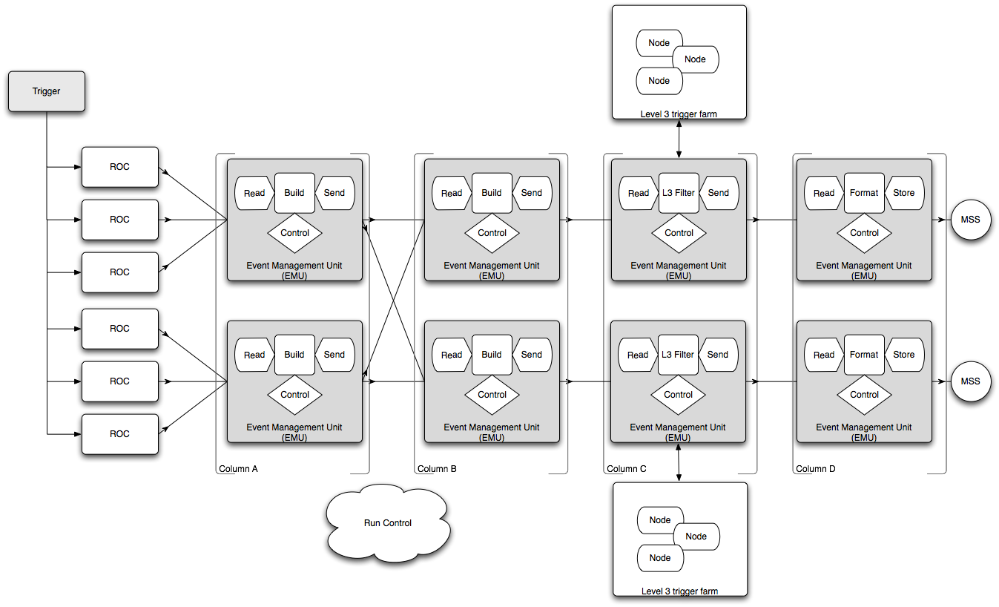 Node
Node
Node
Level 3 trigger farm
Trigger
ROC
ROC
ROC
ROC
ROC
ROC
Read
Build
Send
Control
Event Management Unit
(EMU)
Read
Build
Send
Control
Event Management Unit
(EMU)
Column A
Read
Build
Send
Control
Event Management Unit
(EMU)
Read
Build
Send
Control
Event Management Unit
(EMU)
Column B
Read
L3 Filter
Send
Control
Event Management Unit
(EMU)
Read
L3 Filter
Send
Control
Event Management Unit
(EMU)
Column C
Read
Format
Store
Control
Event Management Unit
(EMU)
Read
Format
Store
Control
Event Management Unit
(EMU)
Column D
MSS
MSS
Run Control
Node
Node
Node
Level 3 trigger farm